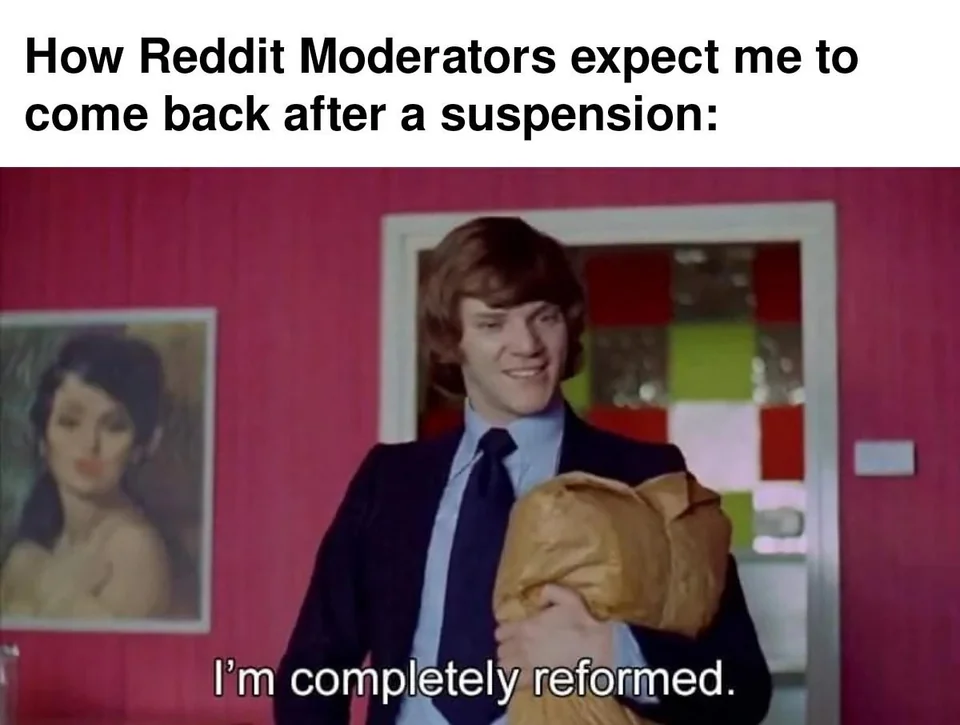 How Reddit Moderators expect me to
come back after a suspension:
I'm completely reformed.